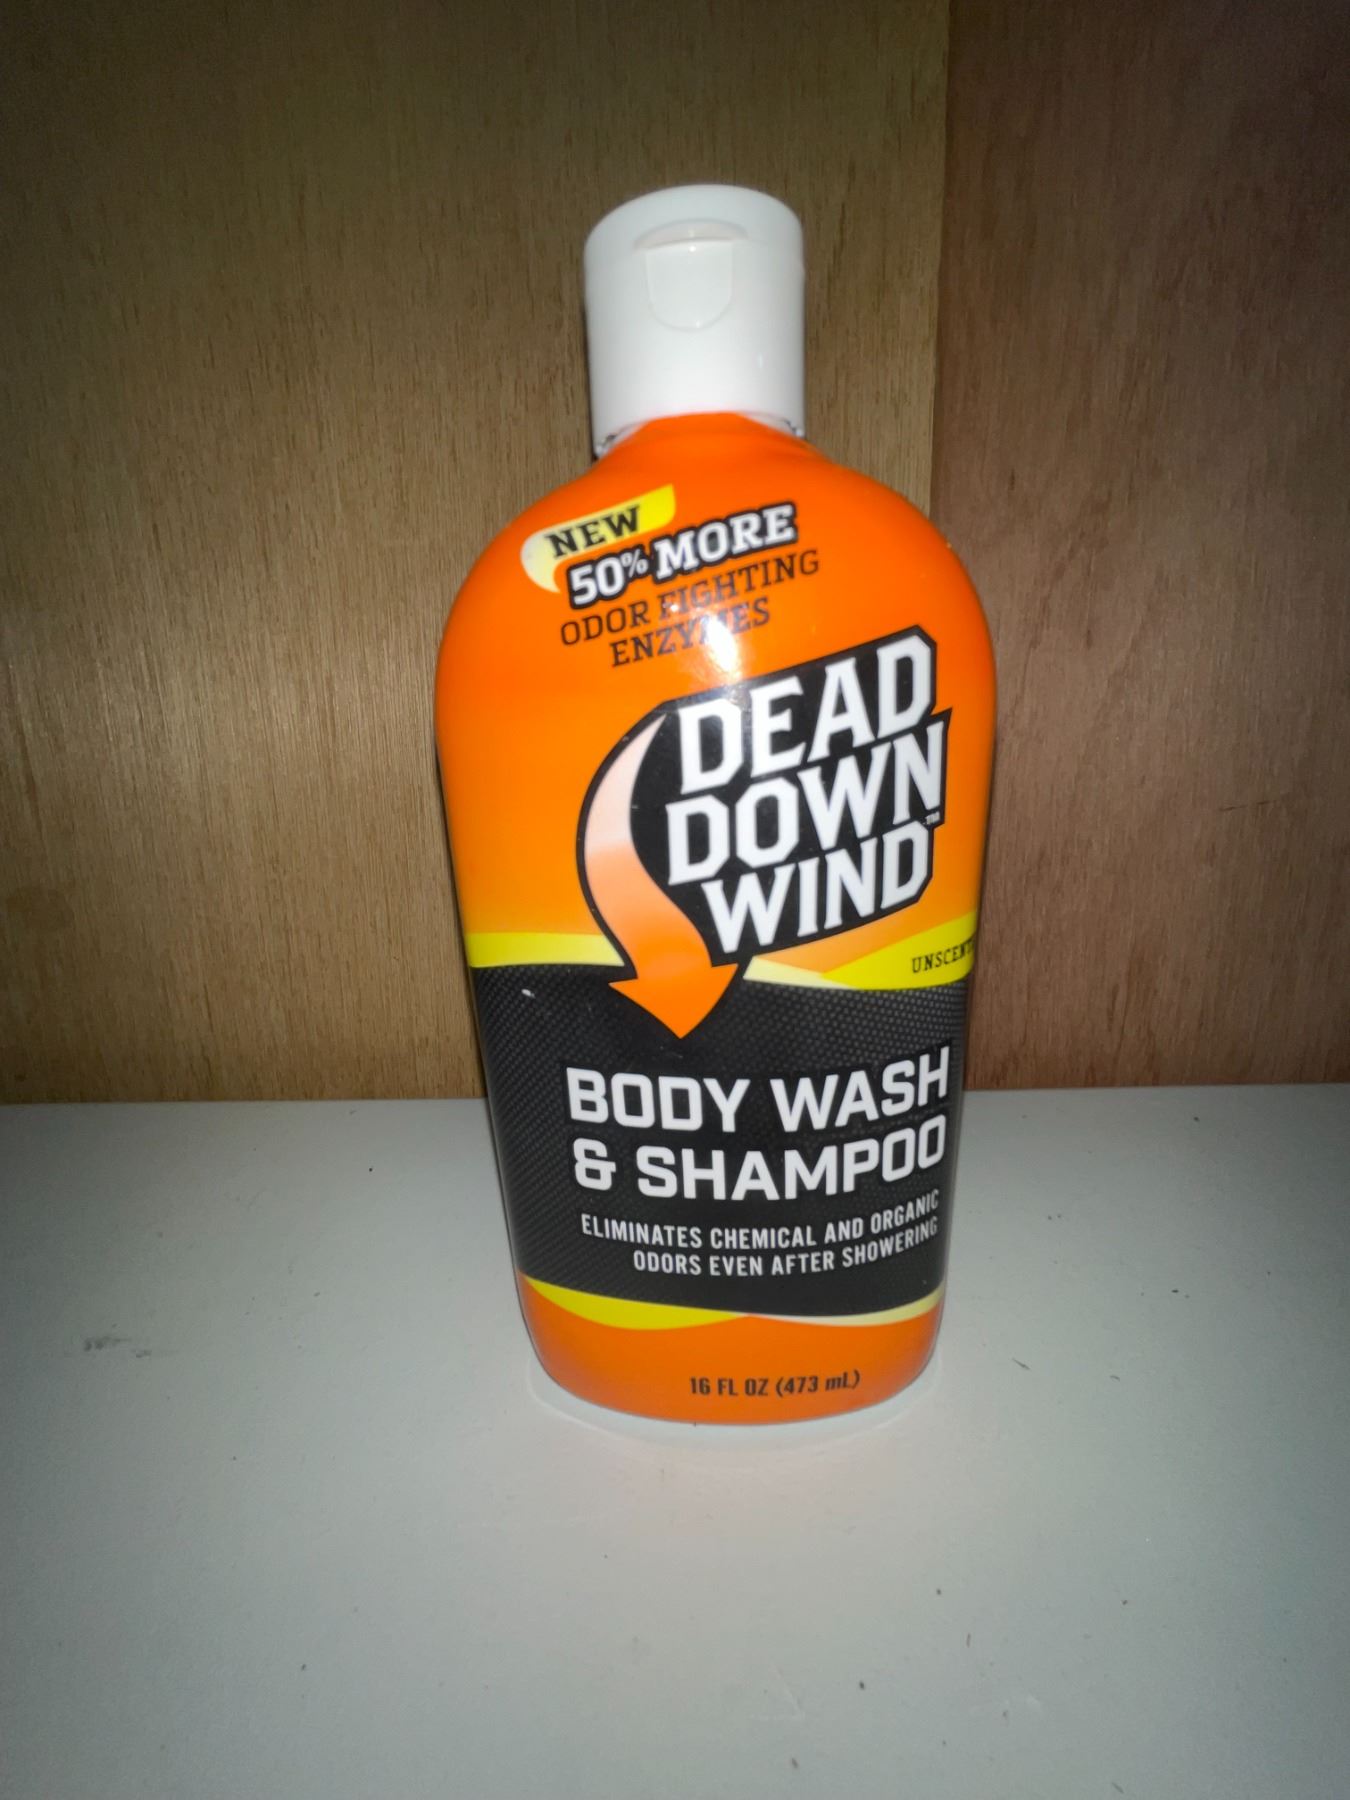 NEW
50% MORE
ODOR FIGHTING
ENZYMES
DEAD
DOWN
WIND™
BODY WASH
& SHAMPOO
ELIMINATES CHEMICAL AND ORGANIC
ODORS EVEN AFTER SHOWERING
16 FL OZ (473 mL)